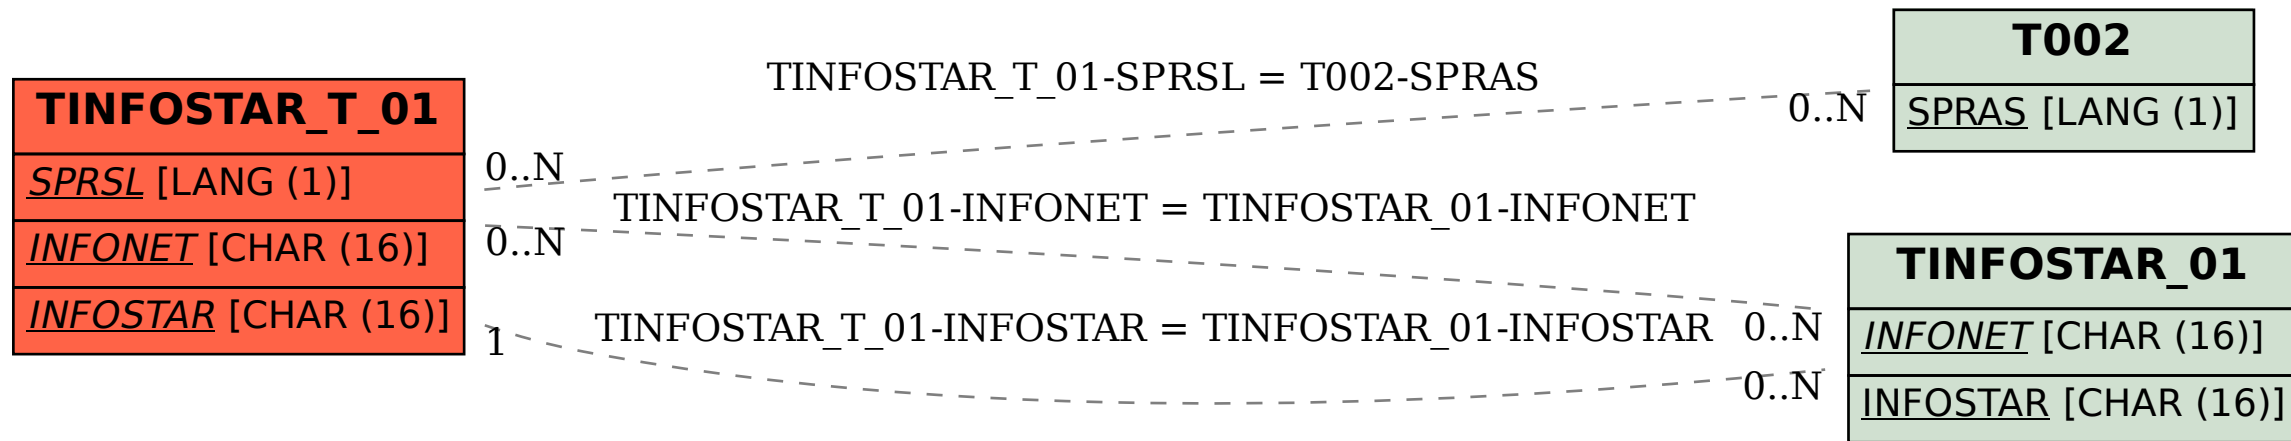 TINFOSTAR_T_01
SPRSL [LANG (1)]
INFONET [CHAR (16)]
INFOSTAR [CHAR (16)]
TINFOSTAR_T_01-SPRSL = T002-SPRAS
0..N
0..N
TINFOSTAR_T_01-INFONET = TINFOSTAR_01-INFONET
0..N
0..N
TINFOSTAR_T_01-INFOSTAR = TINFOSTAR_01-INFOSTAR
1
0..N
T002
SPRAS [LANG (1)]
TINFOSTAR_01
INFONET [CHAR (16)]
INFOSTAR [CHAR (16)]